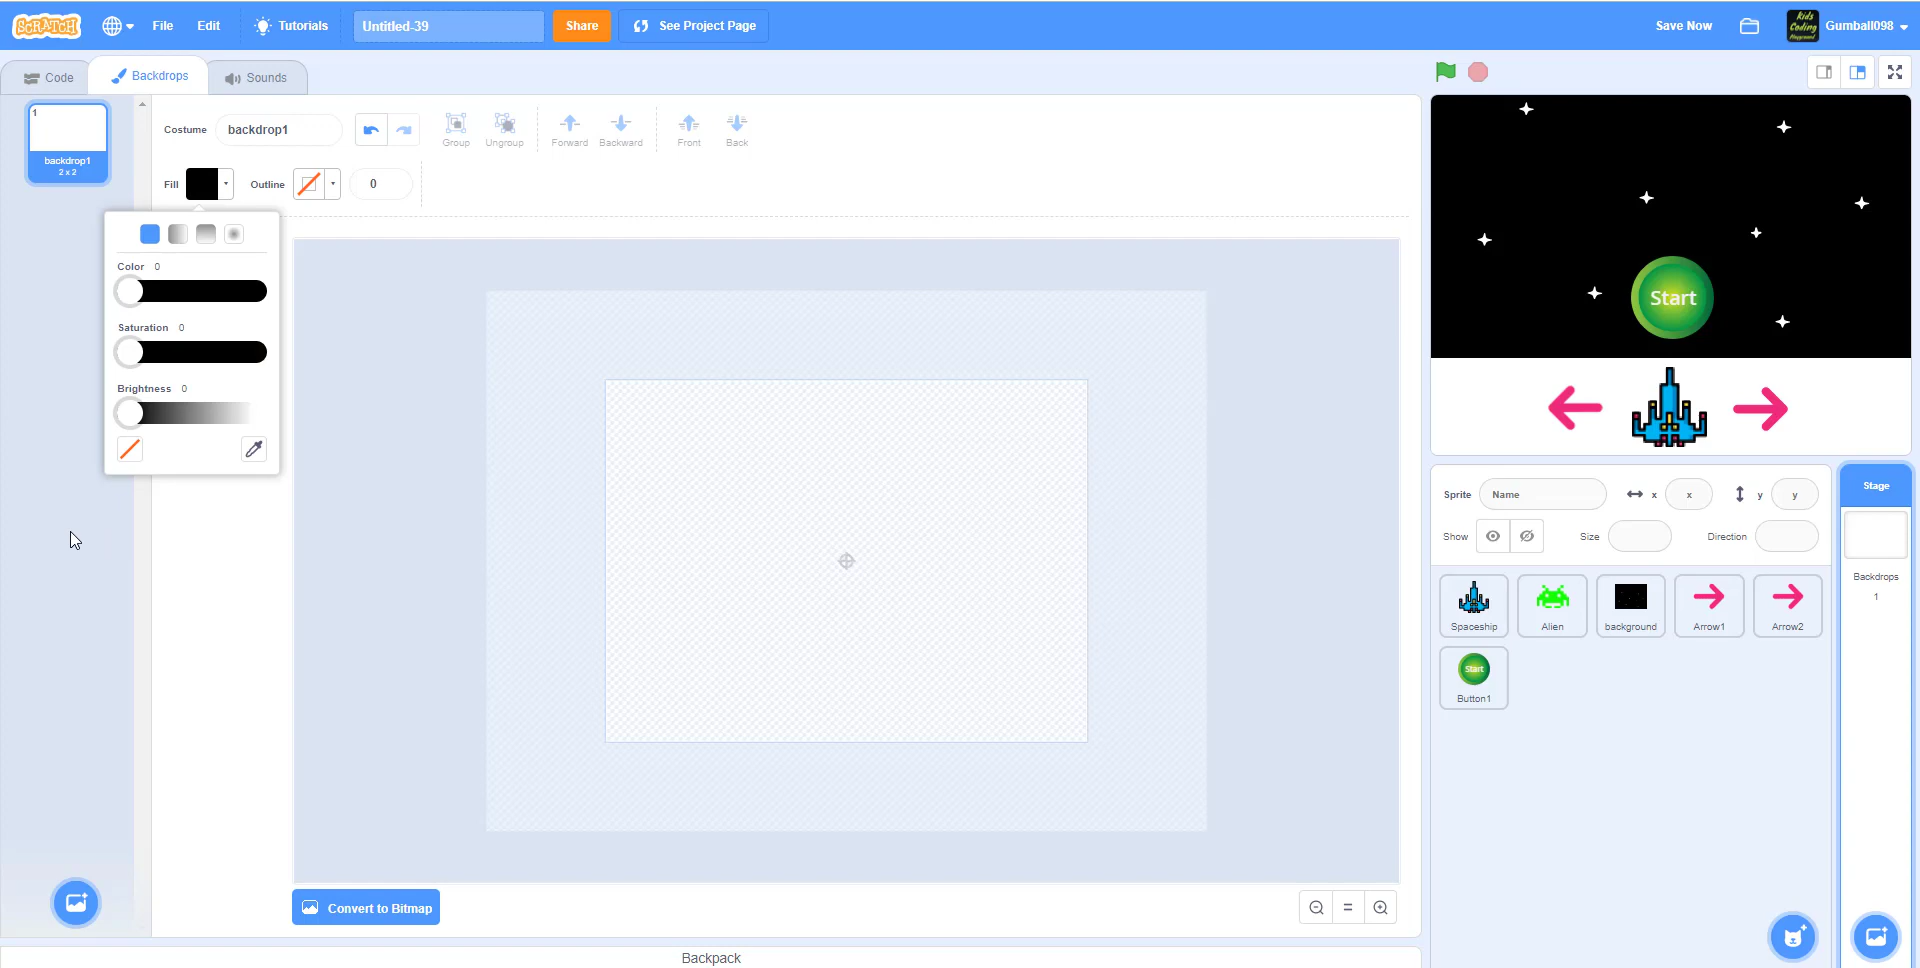 SCRATCH
File
Edit
Tutorials
Untitled-39
Share
See Project Page
Save Now
Kids
Coding
Playground
Gumball098
Code
Backdrops
Sounds
1
backdrop1
2 x 2
Costume
backdrop1
Group
Ungroup
Forward
Backward
Front
Back
Fill
Outline
0
Color 0
Saturation 0
Brightness 0
Convert to Bitmap
Backpack
Start
Sprite
Name
x
x
y
y
Show
Size
Direction
Stage
Backdrops
1
Spaceship
Alien
background
Arrow1
Arrow2
Start
Button1